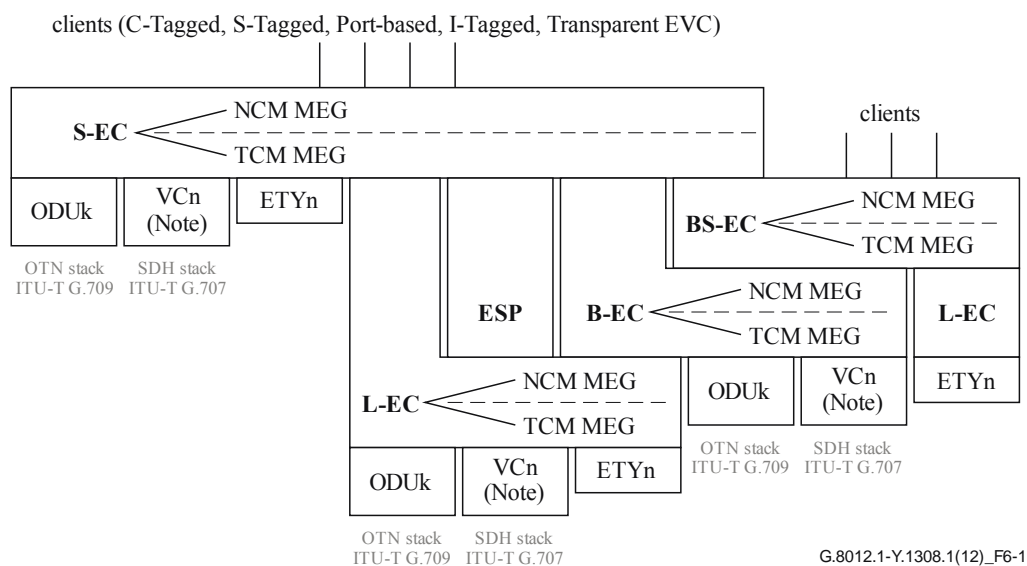 clients (C-Tagged, S-Tagged, Port-based, I-Tagged, Transparent EVC)
NCM MEG
S-EC
TCM MEG
clients
ODUk
VCn
(Note)
ETYn
NCM MEG
BS-EC
TCM MEG
OTN stack
ITU-T G.709
SDH stack
ITU-T G.707
ESP
NCM MEG
B-EC
TCM MEG
L-EC
NCM MEG
L-EC
TCM MEG
ODUk
VCn
(Note)
ETYn
OTN stack
ITU-T G.709
SDH stack
ITU-T G.707
ODUk
VCn
(Note)
ETYn
OTN stack
ITU-T G.709
SDH stack
ITU-T G.707
G.8012.1-Y.1308.1(12)_F6-1